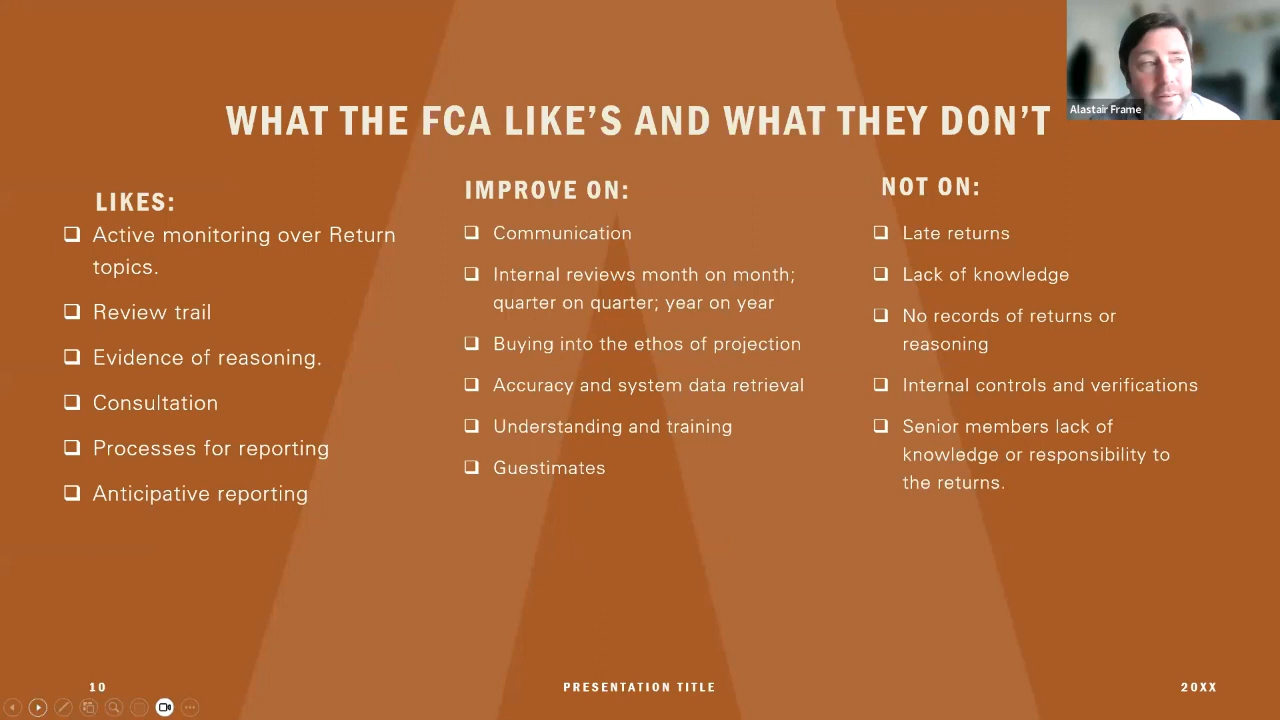 Alastair Frame
WHAT THE FCA LIKE'S AND WHAT THEY DON'T
LIKES:
Active monitoring over Return
topics.
Review trail
Evidence of reasoning.
Consultation
Processes for reporting
Anticipative reporting
IMPROVE ON:
Communication
Internal reviews month on month;
quarter on quarter; year on year
Buying into the ethos of projection
Accuracy and system data retrieval
Understanding and training
Guestimates
NOT ON:
Late returns
Lack of knowledge
No records of returns or
reasoning
Internal controls and verifications
Senior members lack of
knowledge or responsibility to
the returns.
10
PRESENTATION TITLE
20XX